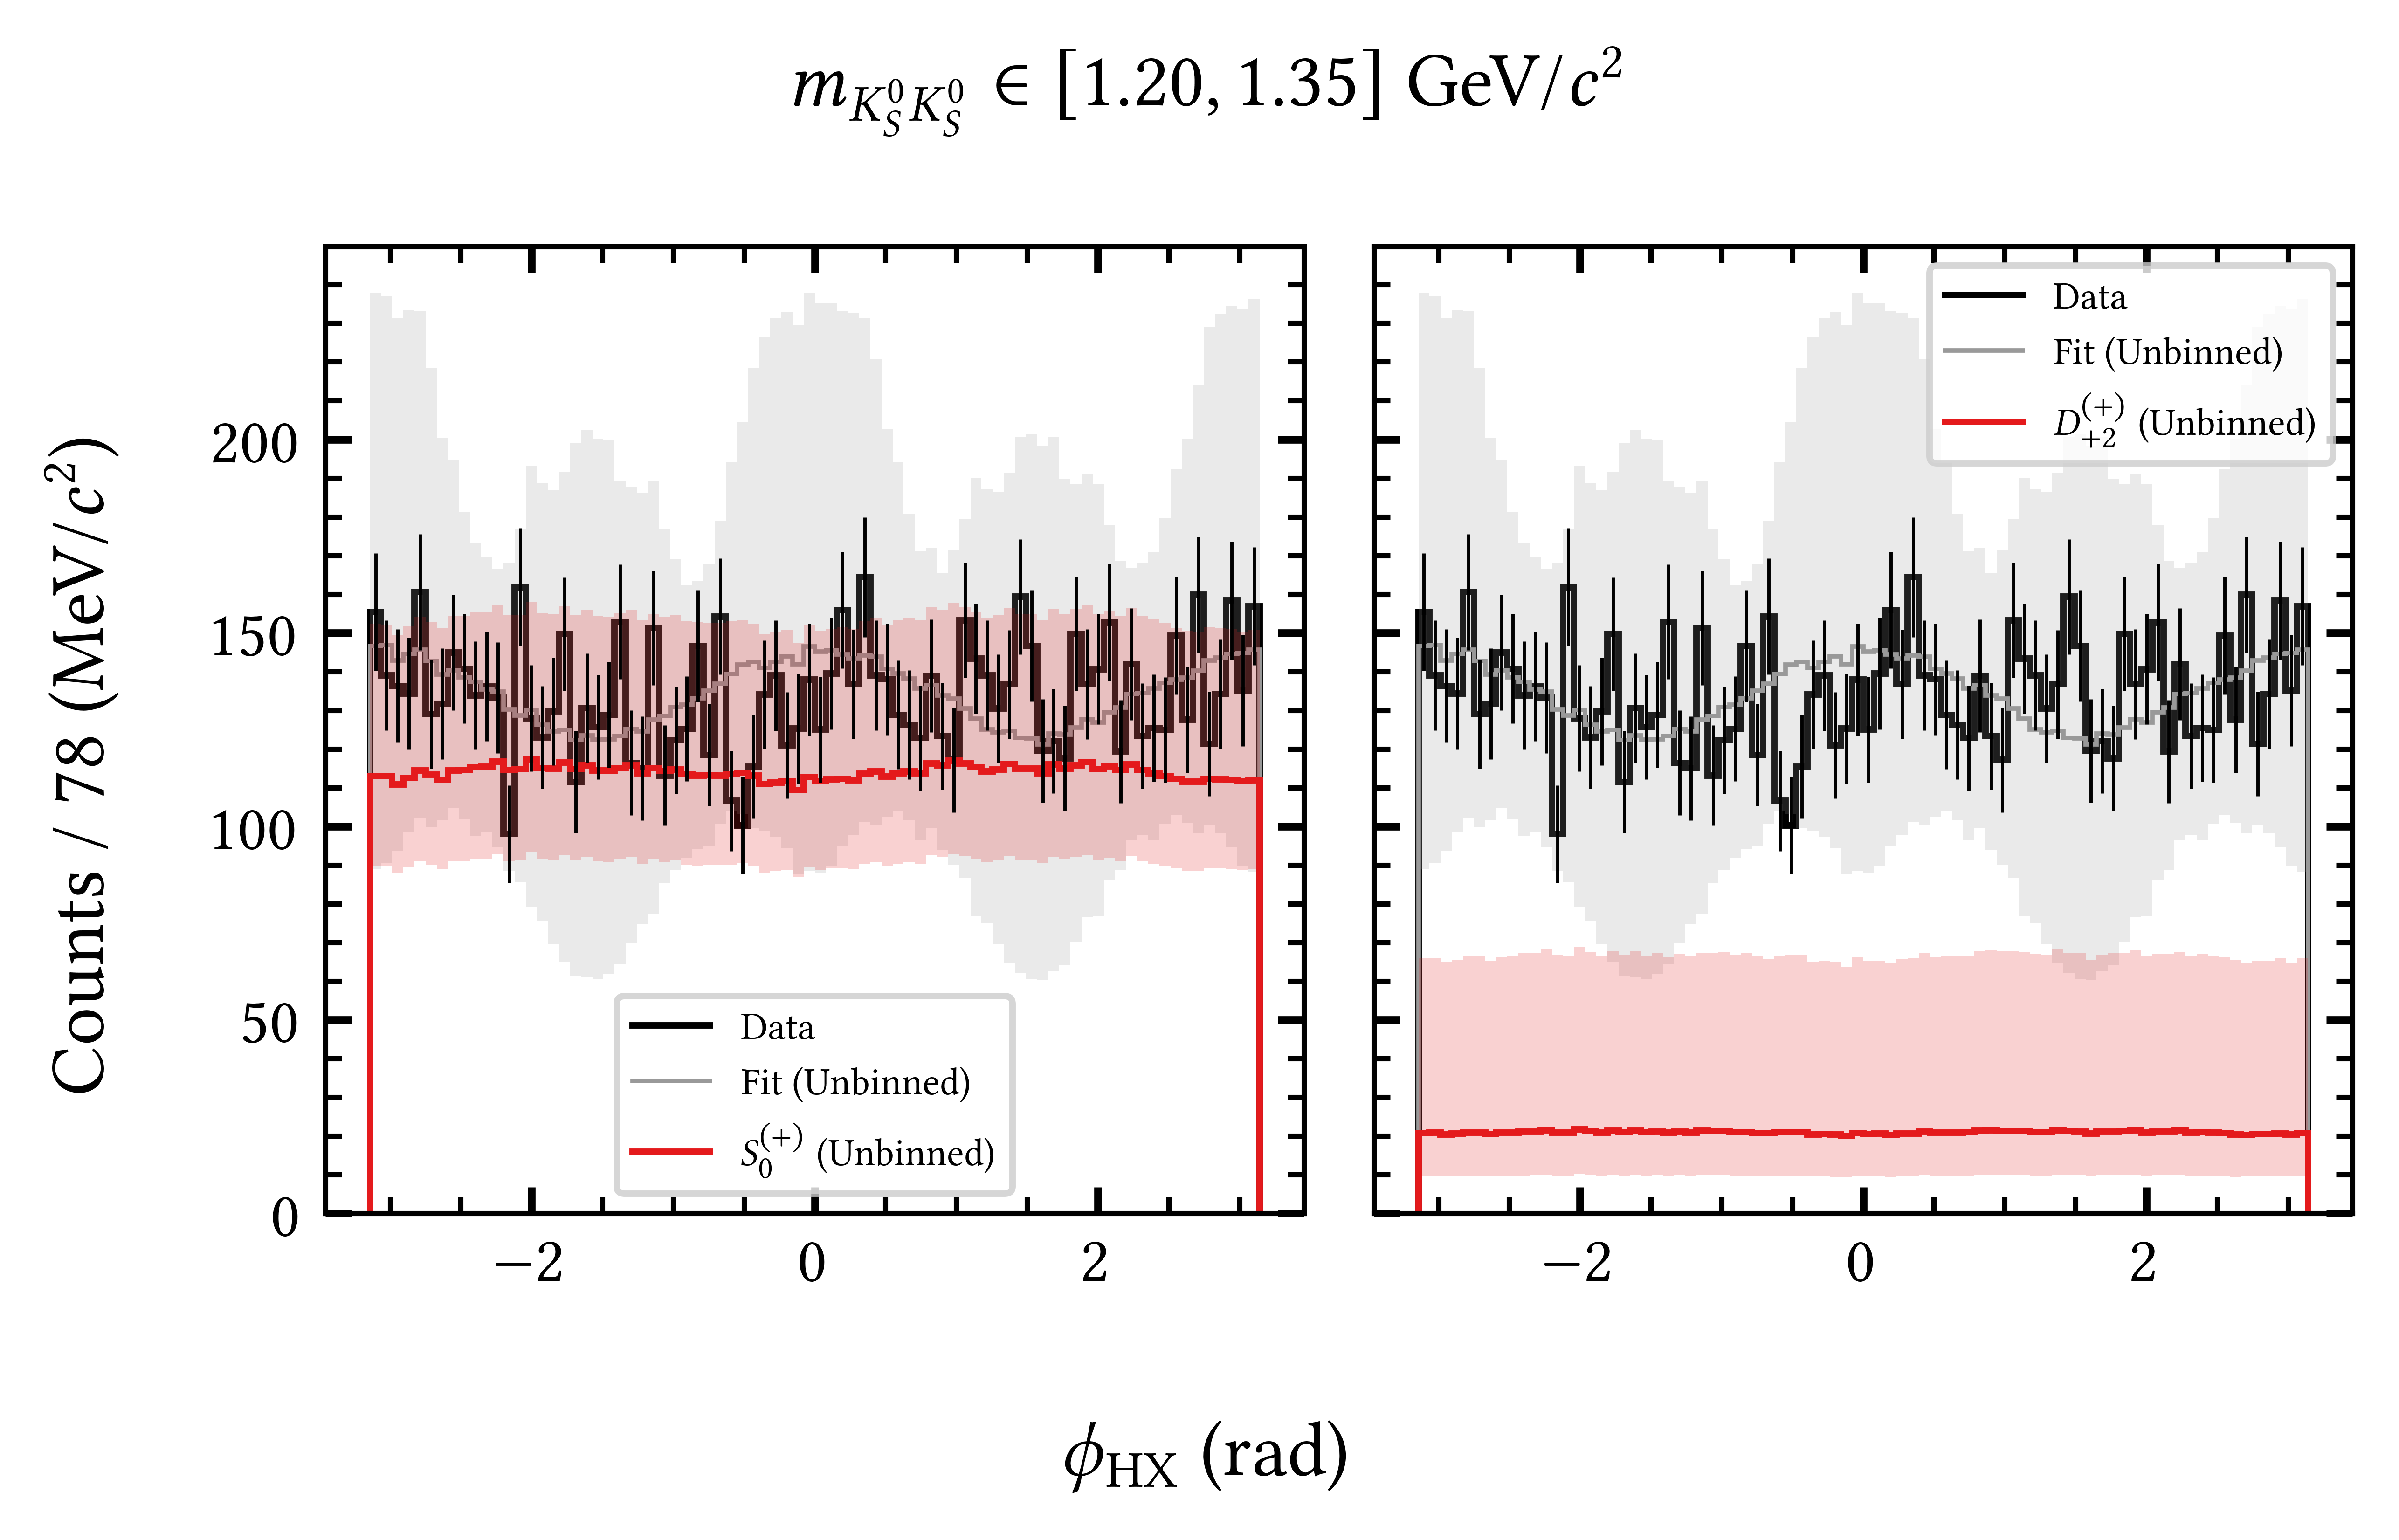 m_{K_S^0 K_S^0} ∈ [1.20, 1.35] GeV/c²
Counts / 78 (MeV/c²)
200
150
100
50
0
Data
Fit (Unbinned)
S_0^{(+)} (Unbinned)
−2
0
2
Data
Fit (Unbinned)
D_{+2}^{(+)} (Unbinned)
−2
0
2
ϕ_HX (rad)